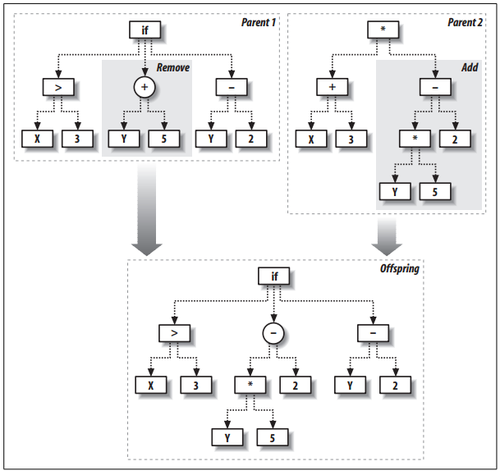 Parent 1
if
Remove
> + −
X 3 Y 5 Y 2
Parent 2
*
Add
+ −
X 3 * 2
Y 5
Offspring
if
> − −
X 3 * 2 Y 2
Y 5